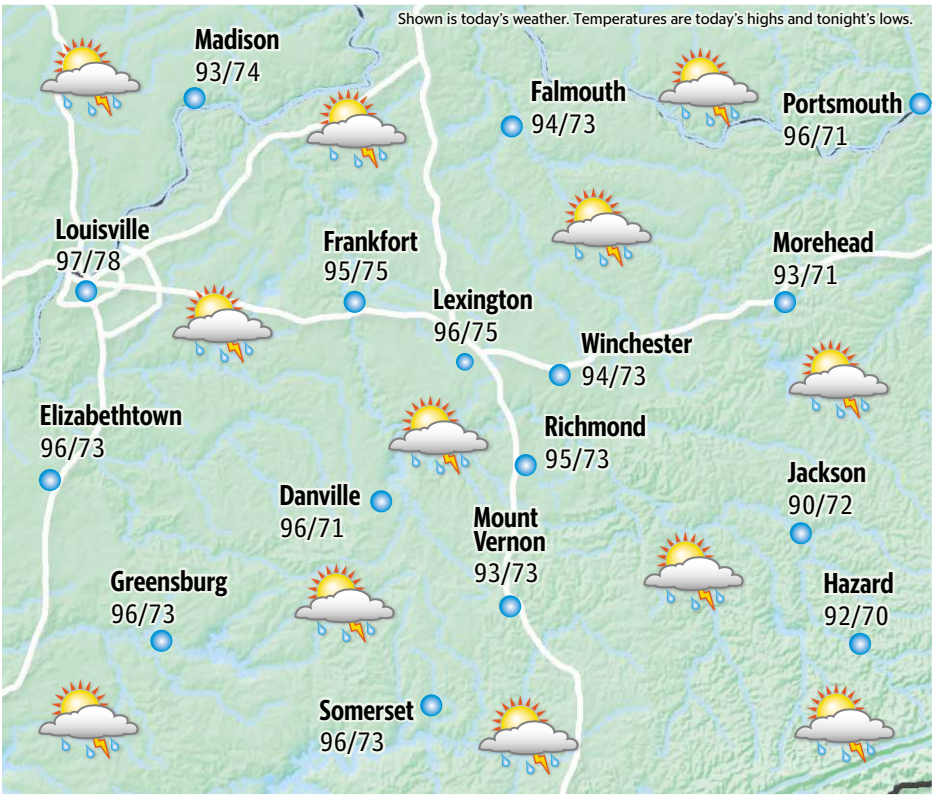 Shown is today's weather. Temperatures are today's highs and tonight's lows.
Madison
93/74
Falmouth
94/73
Portsmouth
96/71
Louisville
97/78
Frankfort
95/75
Morehead
93/71
Lexington
96/75
Winchester
94/73
Elizabethtown
96/73
Richmond
95/73
Danville
96/71
Jackson
90/72
Mount
Vernon
93/73
Greensburg
96/73
Hazard
92/70
Somerset
96/73